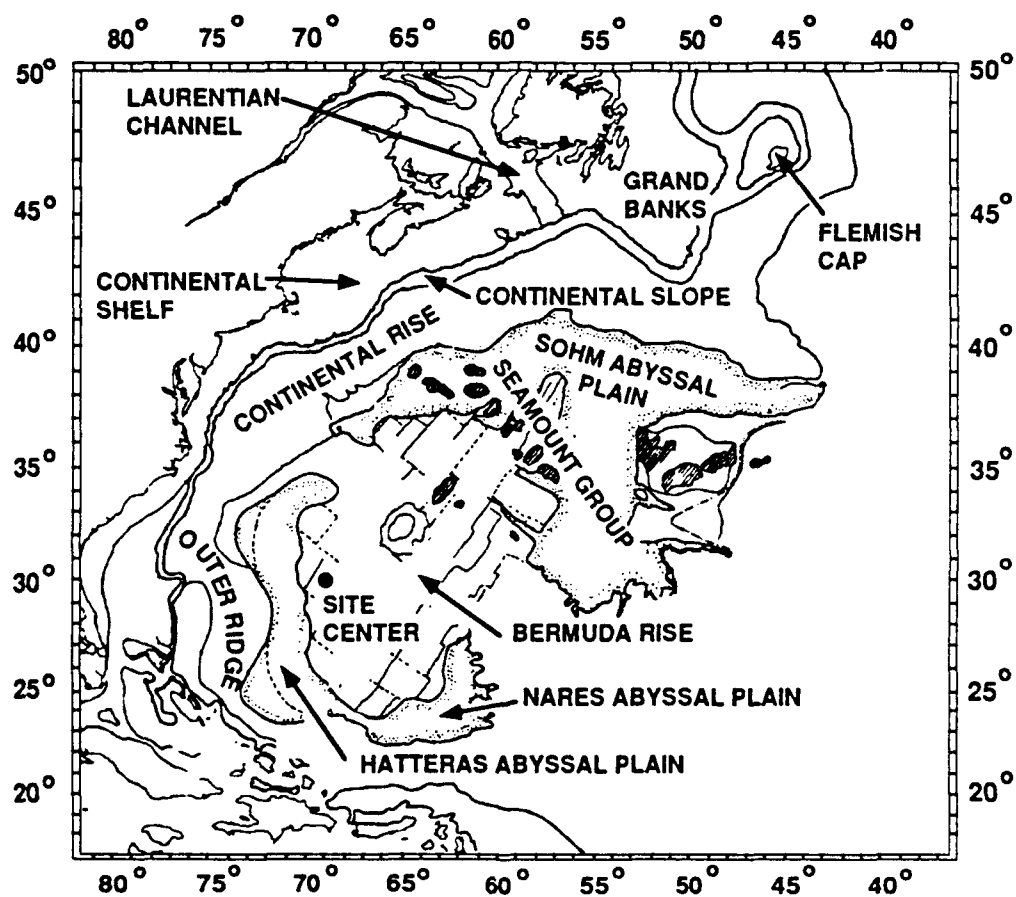 80° 75° 70° 65° 60° 55° 50° 45° 40°
50° 50°
LAURENTIAN
CHANNEL
GRAND
BANKS
45° 45°
FLEMISH
CAP
CONTINENTAL
SHELF
CONTINENTAL SLOPE
40° 40°
CONTINENTAL RISE
SOHM ABYSSAL
PLAIN
SEAMOUNT GROUP
35° 35°
OUTER RIDGE
30° 30°
SITE
CENTER
BERMUDA RISE
25° 25°
NARES ABYSSAL PLAIN
HATTERAS ABYSSAL PLAIN
20° 20°
80° 75° 70° 65° 60° 55° 50° 45° 40°